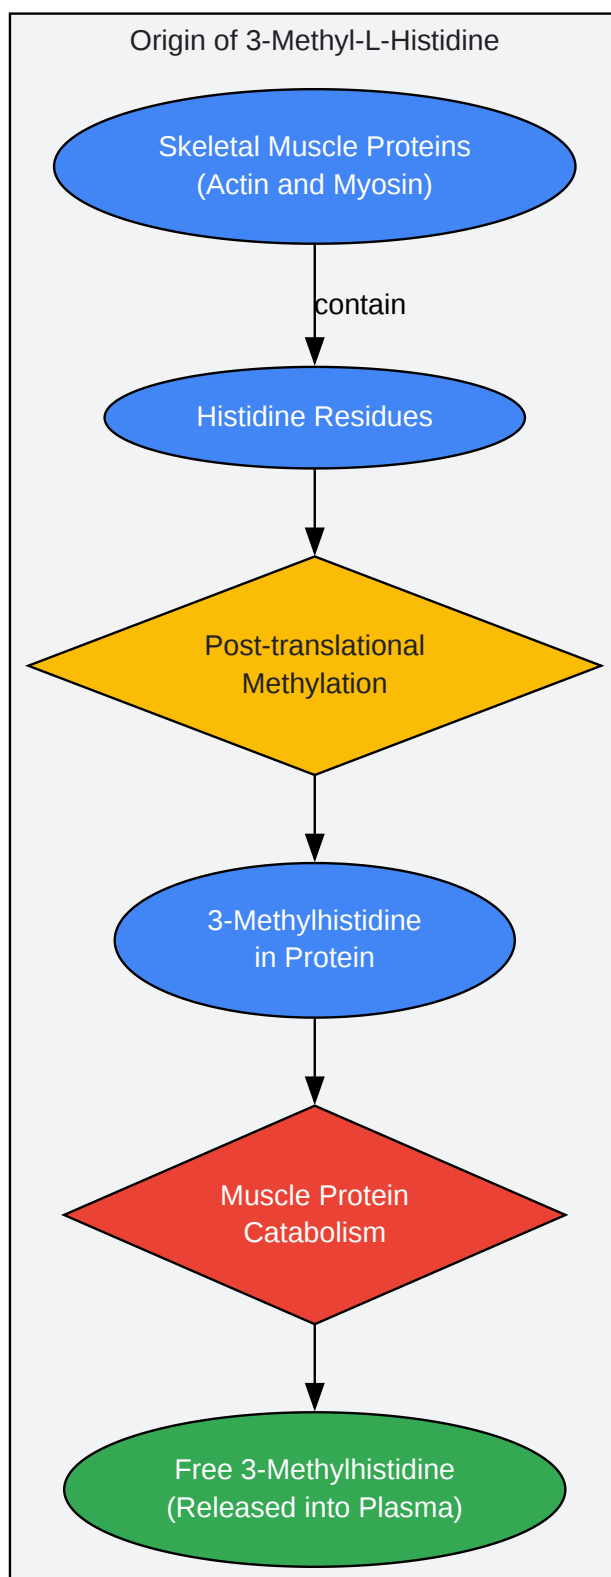 Origin of 3-Methyl-L-Histidine
Skeletal Muscle Proteins
(Actin and Myosin)
contain
Histidine Residues
Post-translational
Methylation
3-Methylhistidine
in Protein
Muscle Protein
Catabolism
Free 3-Methylhistidine
(Released into Plasma)